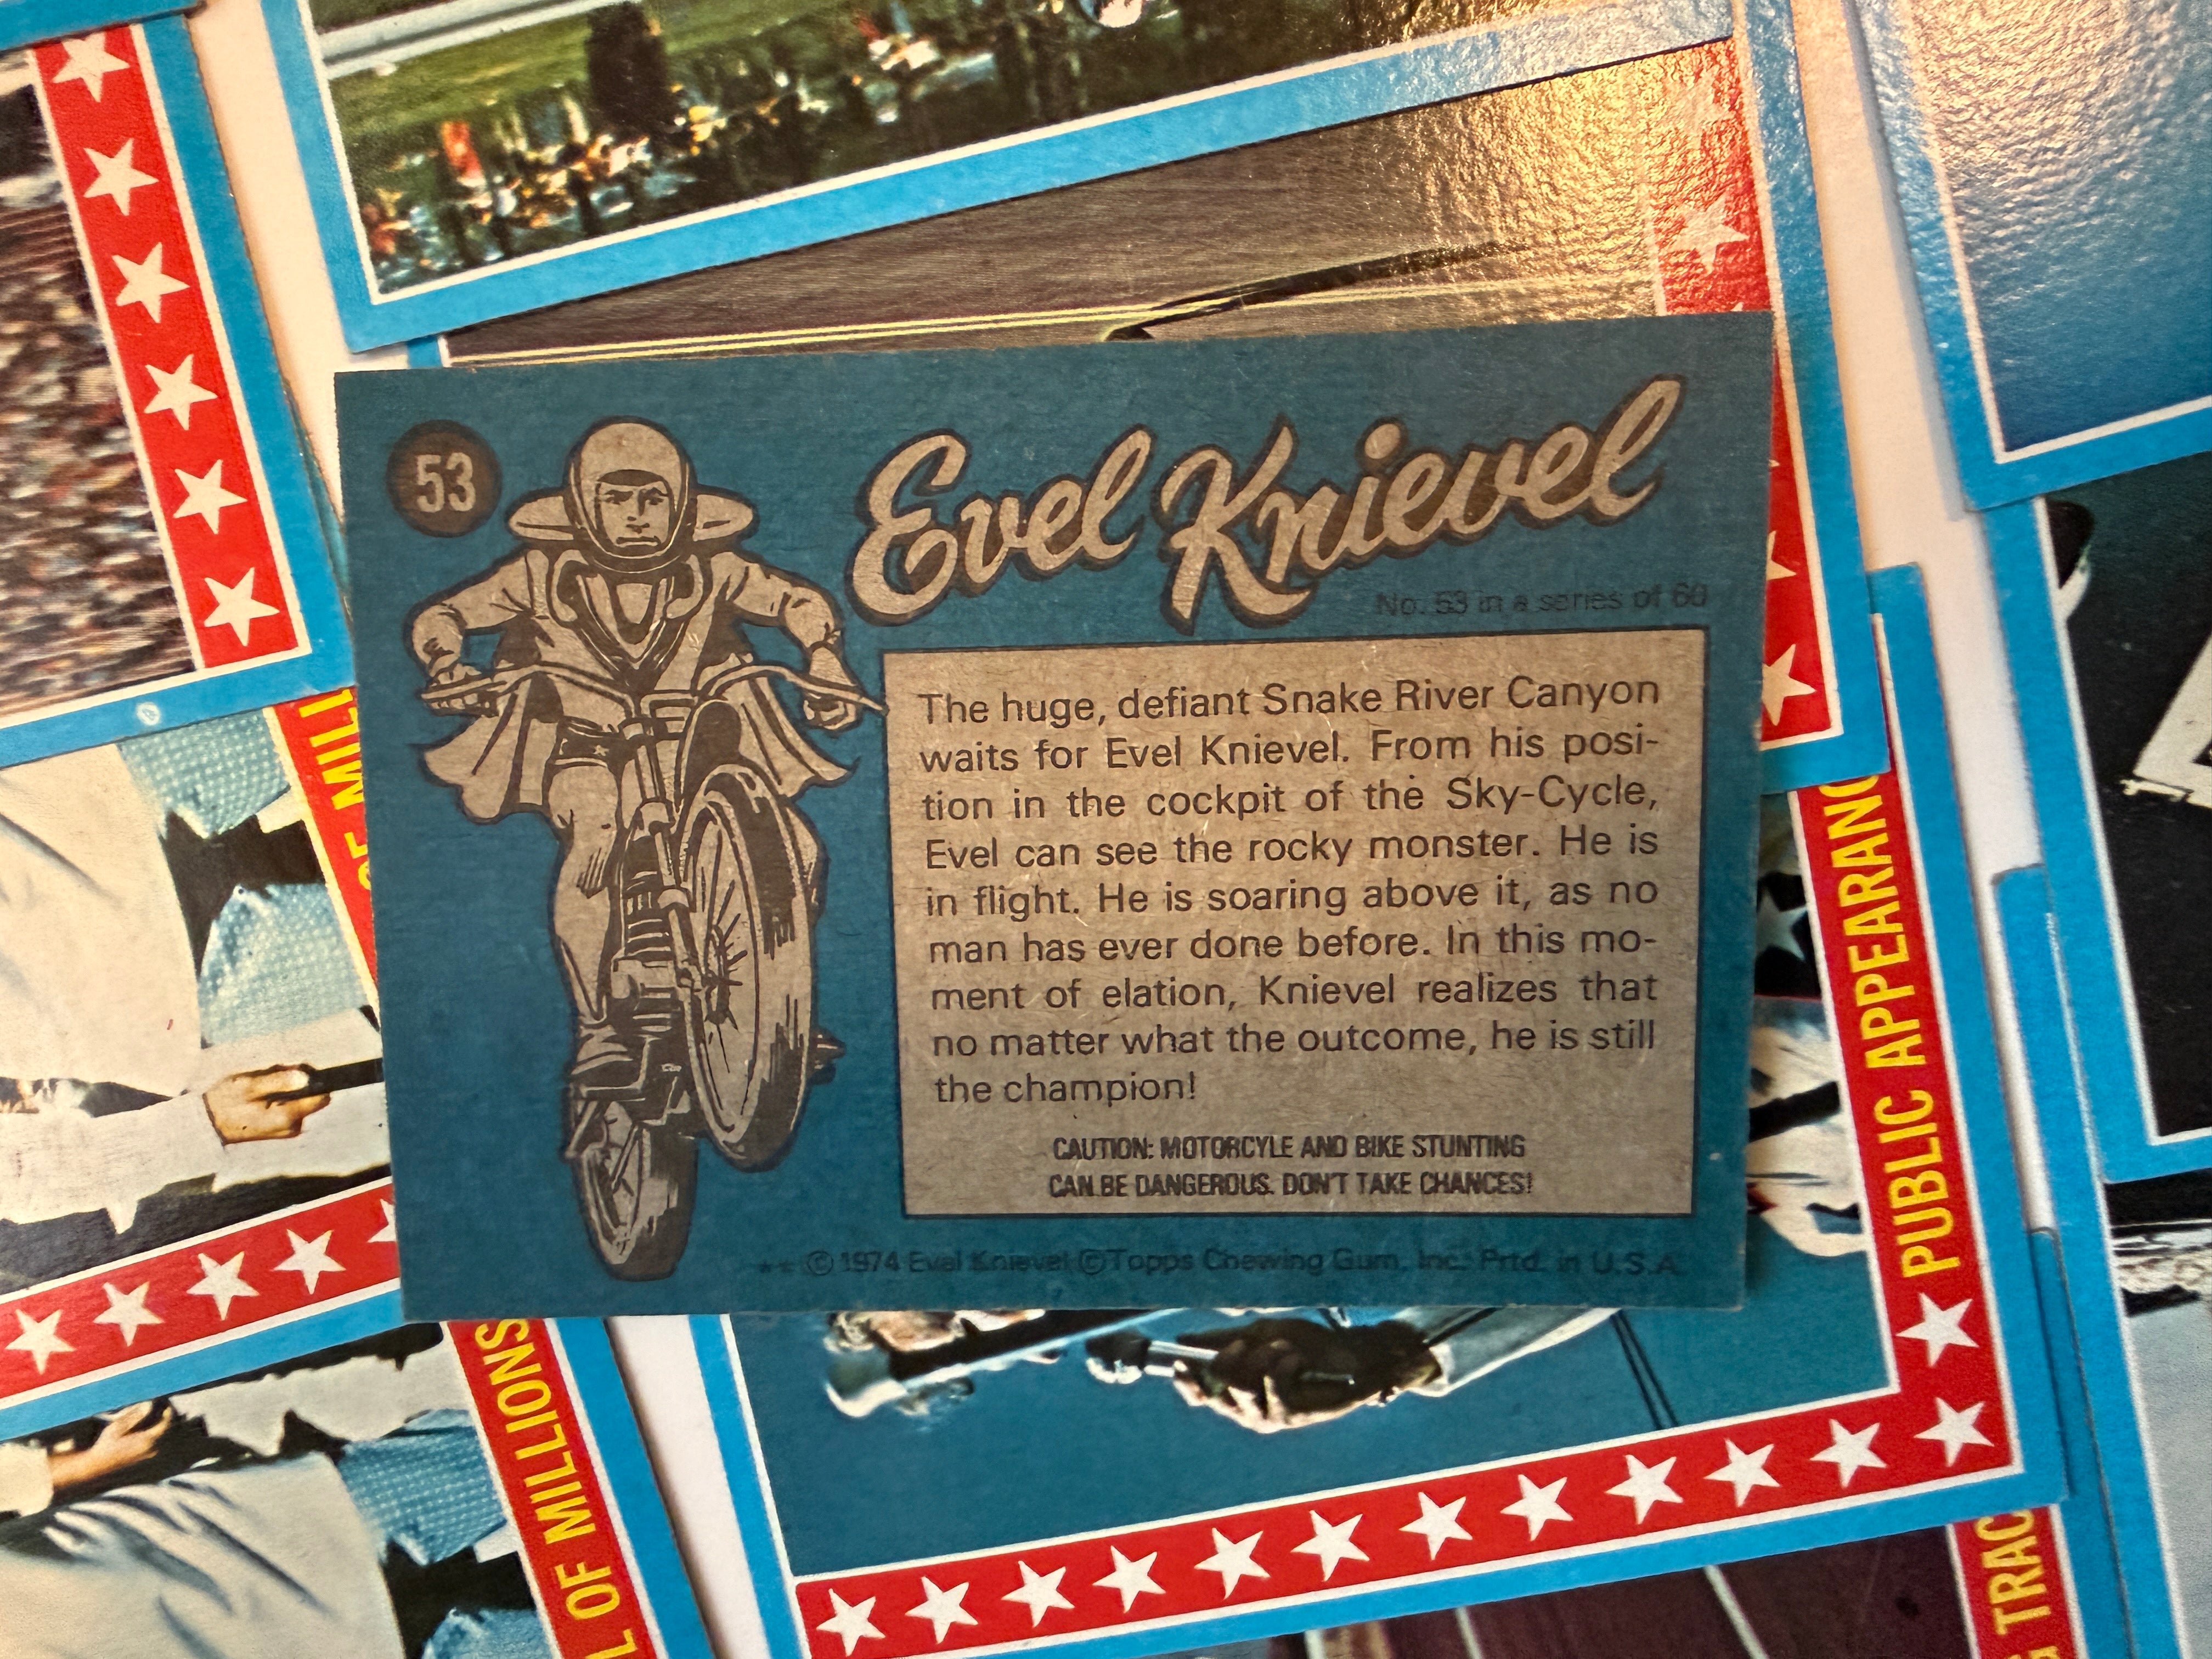 53
Evel Knievel
No. 53 in a series of 60
The huge, defiant Snake River Canyon
waits for Evel Knievel. From his posi-
tion in the cockpit of the Sky-Cycle,
Evel can see the rocky monster. He is
in flight. He is soaring above it, as no
man has ever done before. In this mo-
ment of elation, Knievel realizes that
no matter what the outcome, he is still
the champion!
CAUTION: MOTORCYLE AND BIKE STUNTING
CAN BE DANGEROUS. DON'T TAKE CHANCES!
** © 1974 Evel Knievel © Topps Chewing Gum, Inc. Prtd. in U.S.A.
OF MILL
L OF MILLIONS
PUBLIC APPEARANC
G TRAC